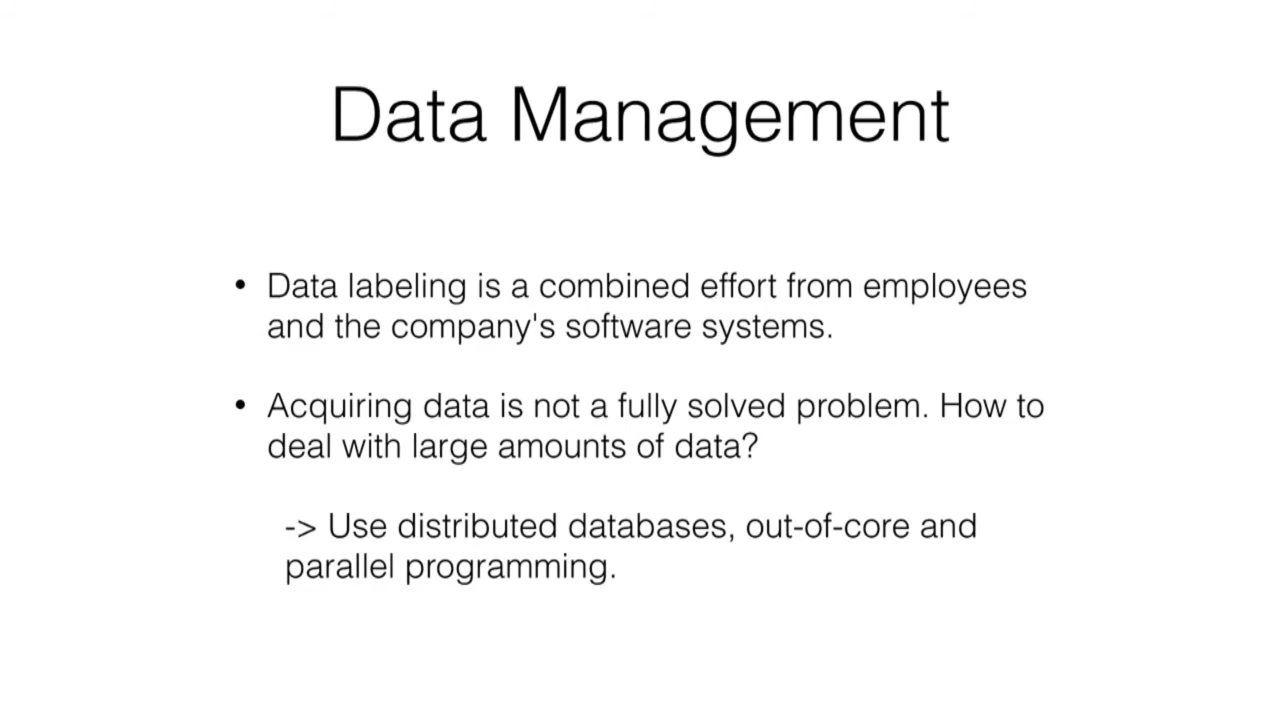 Data Management
• Data labeling is a combined effort from employees
and the company's software systems.
• Acquiring data is not a fully solved problem. How to
deal with large amounts of data?
-> Use distributed databases, out-of-core and
parallel programming.